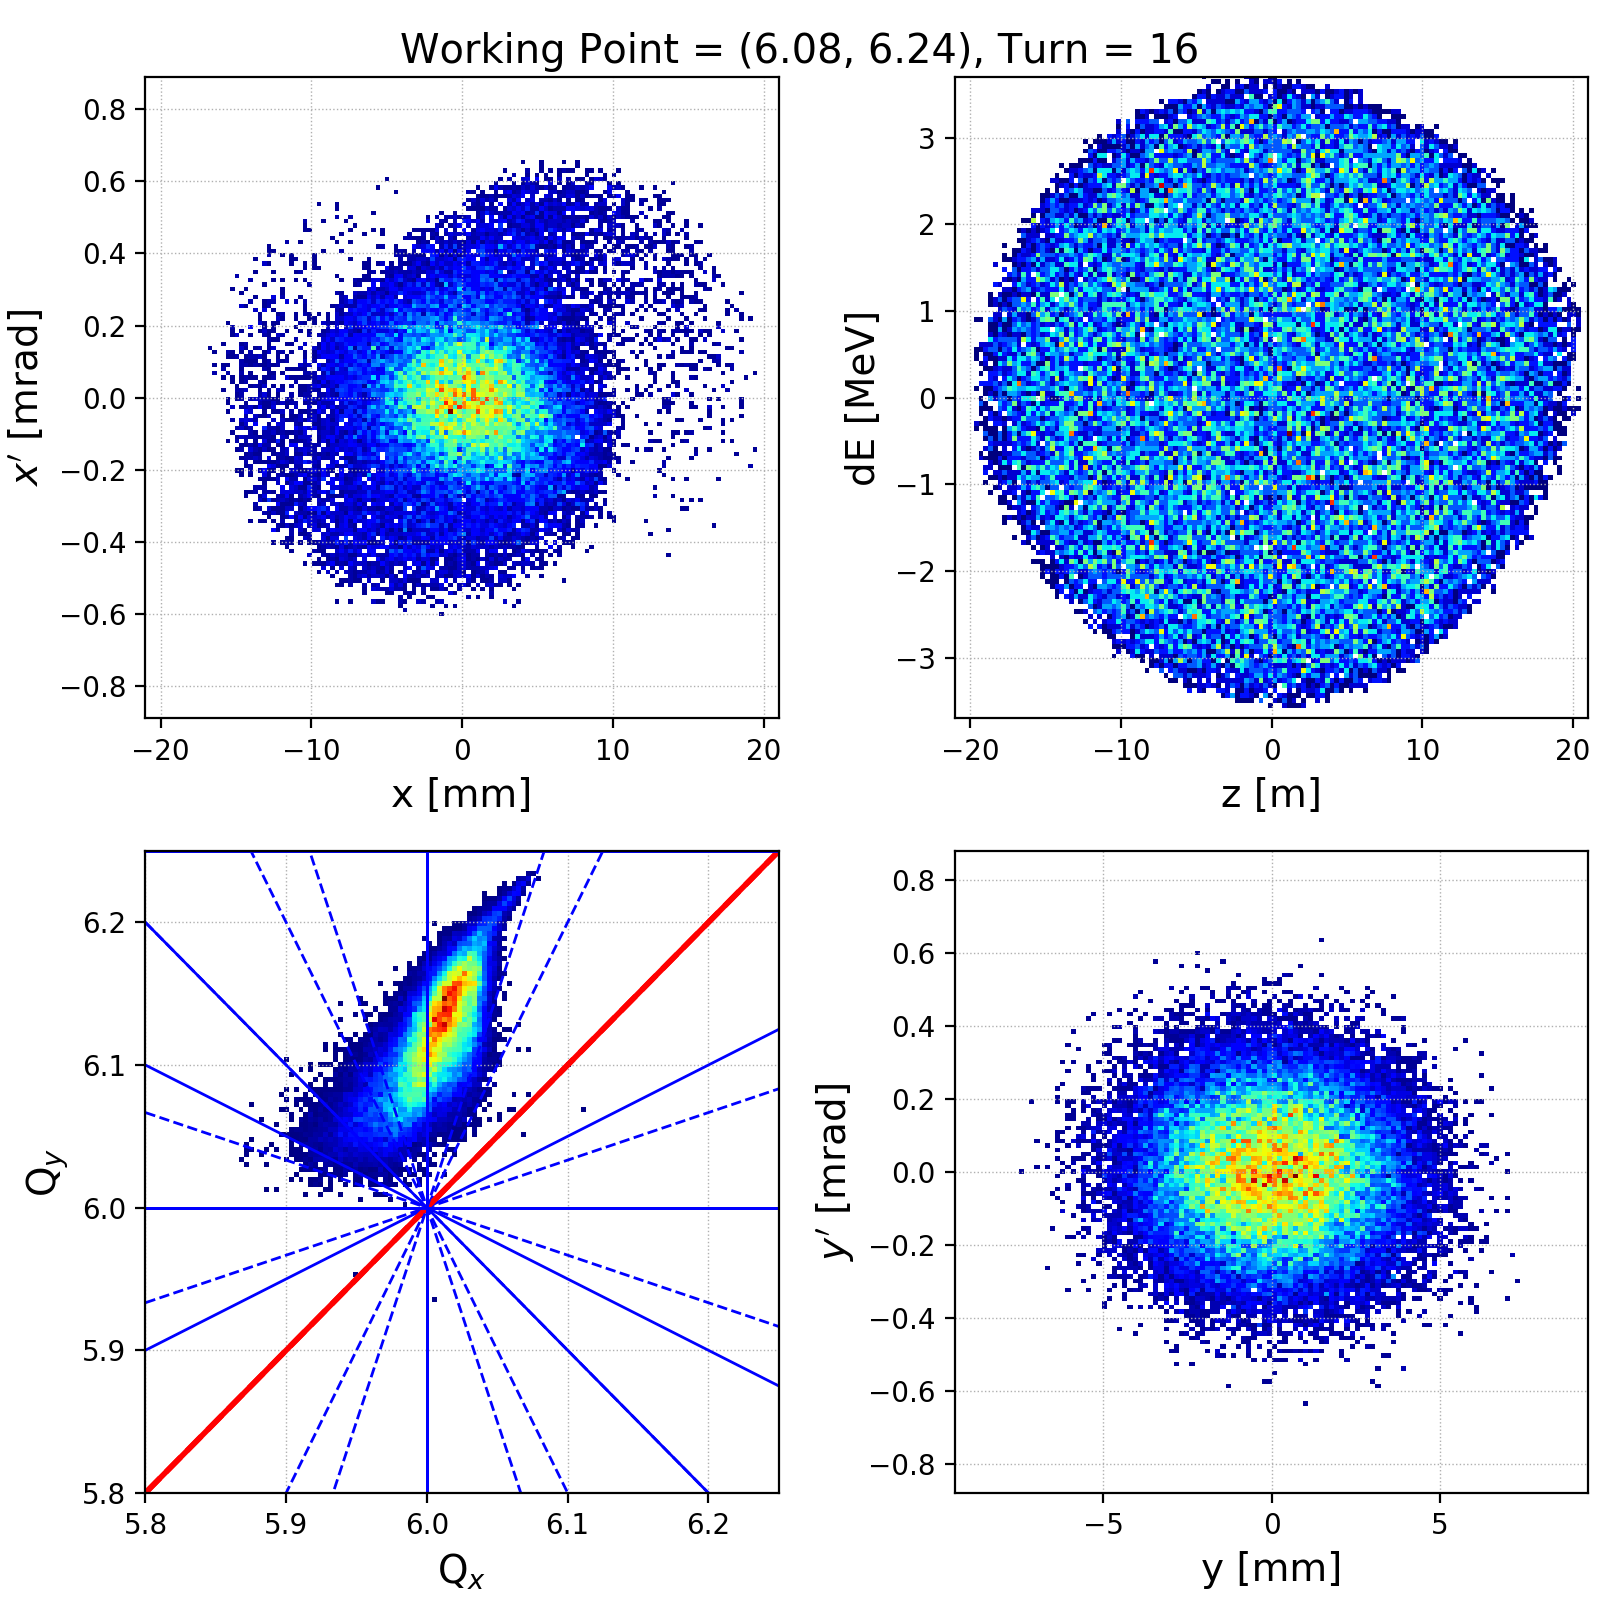 Working Point = (6.08, 6.24), Turn = 16
0.8
0.6
0.4
0.2
0.0
−0.2
−0.4
−0.6
−0.8
x′ [mrad]
−20 −10 0 10 20
x [mm]
3
2
1
0
−1
−2
−3
dE [MeV]
−20 −10 0 10 20
z [m]
6.2
6.1
6.0
5.9
5.8
Qy
5.8 5.9 6.0 6.1 6.2
Qx
0.8
0.6
0.4
0.2
0.0
−0.2
−0.4
−0.6
−0.8
y′ [mrad]
−5 0 5
y [mm]